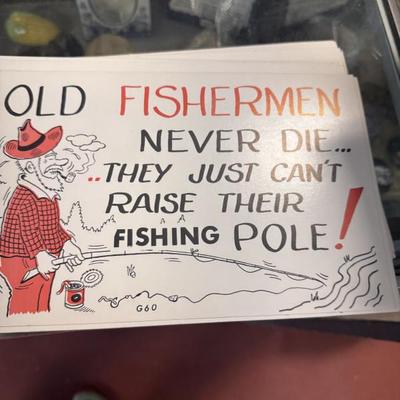 OLD FISHERMEN
NEVER DIE...
..THEY JUST CAN'T
RAISE THEIR
FISHING POLE!
G60